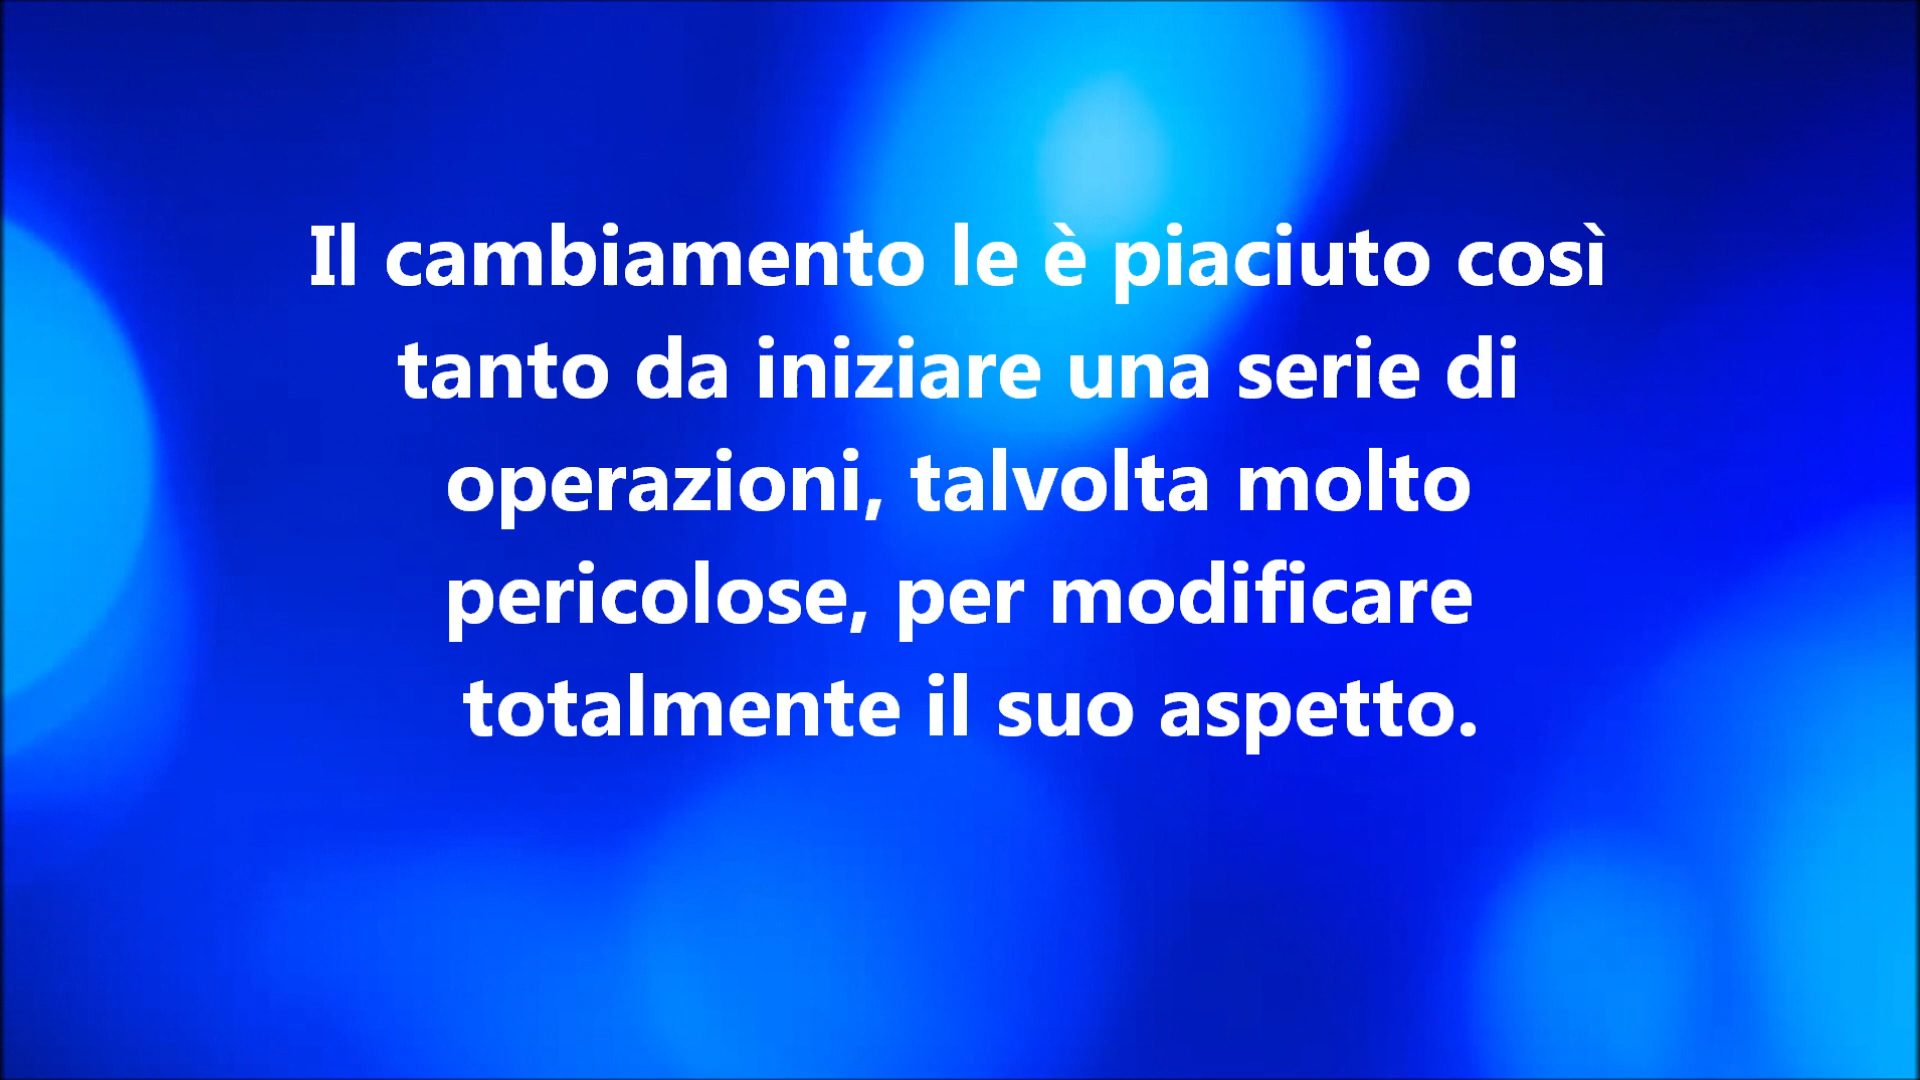 Il cambiamento le è piaciuto così
tanto da iniziare una serie di
operazioni, talvolta molto
pericolose, per modificare
totalmente il suo aspetto.